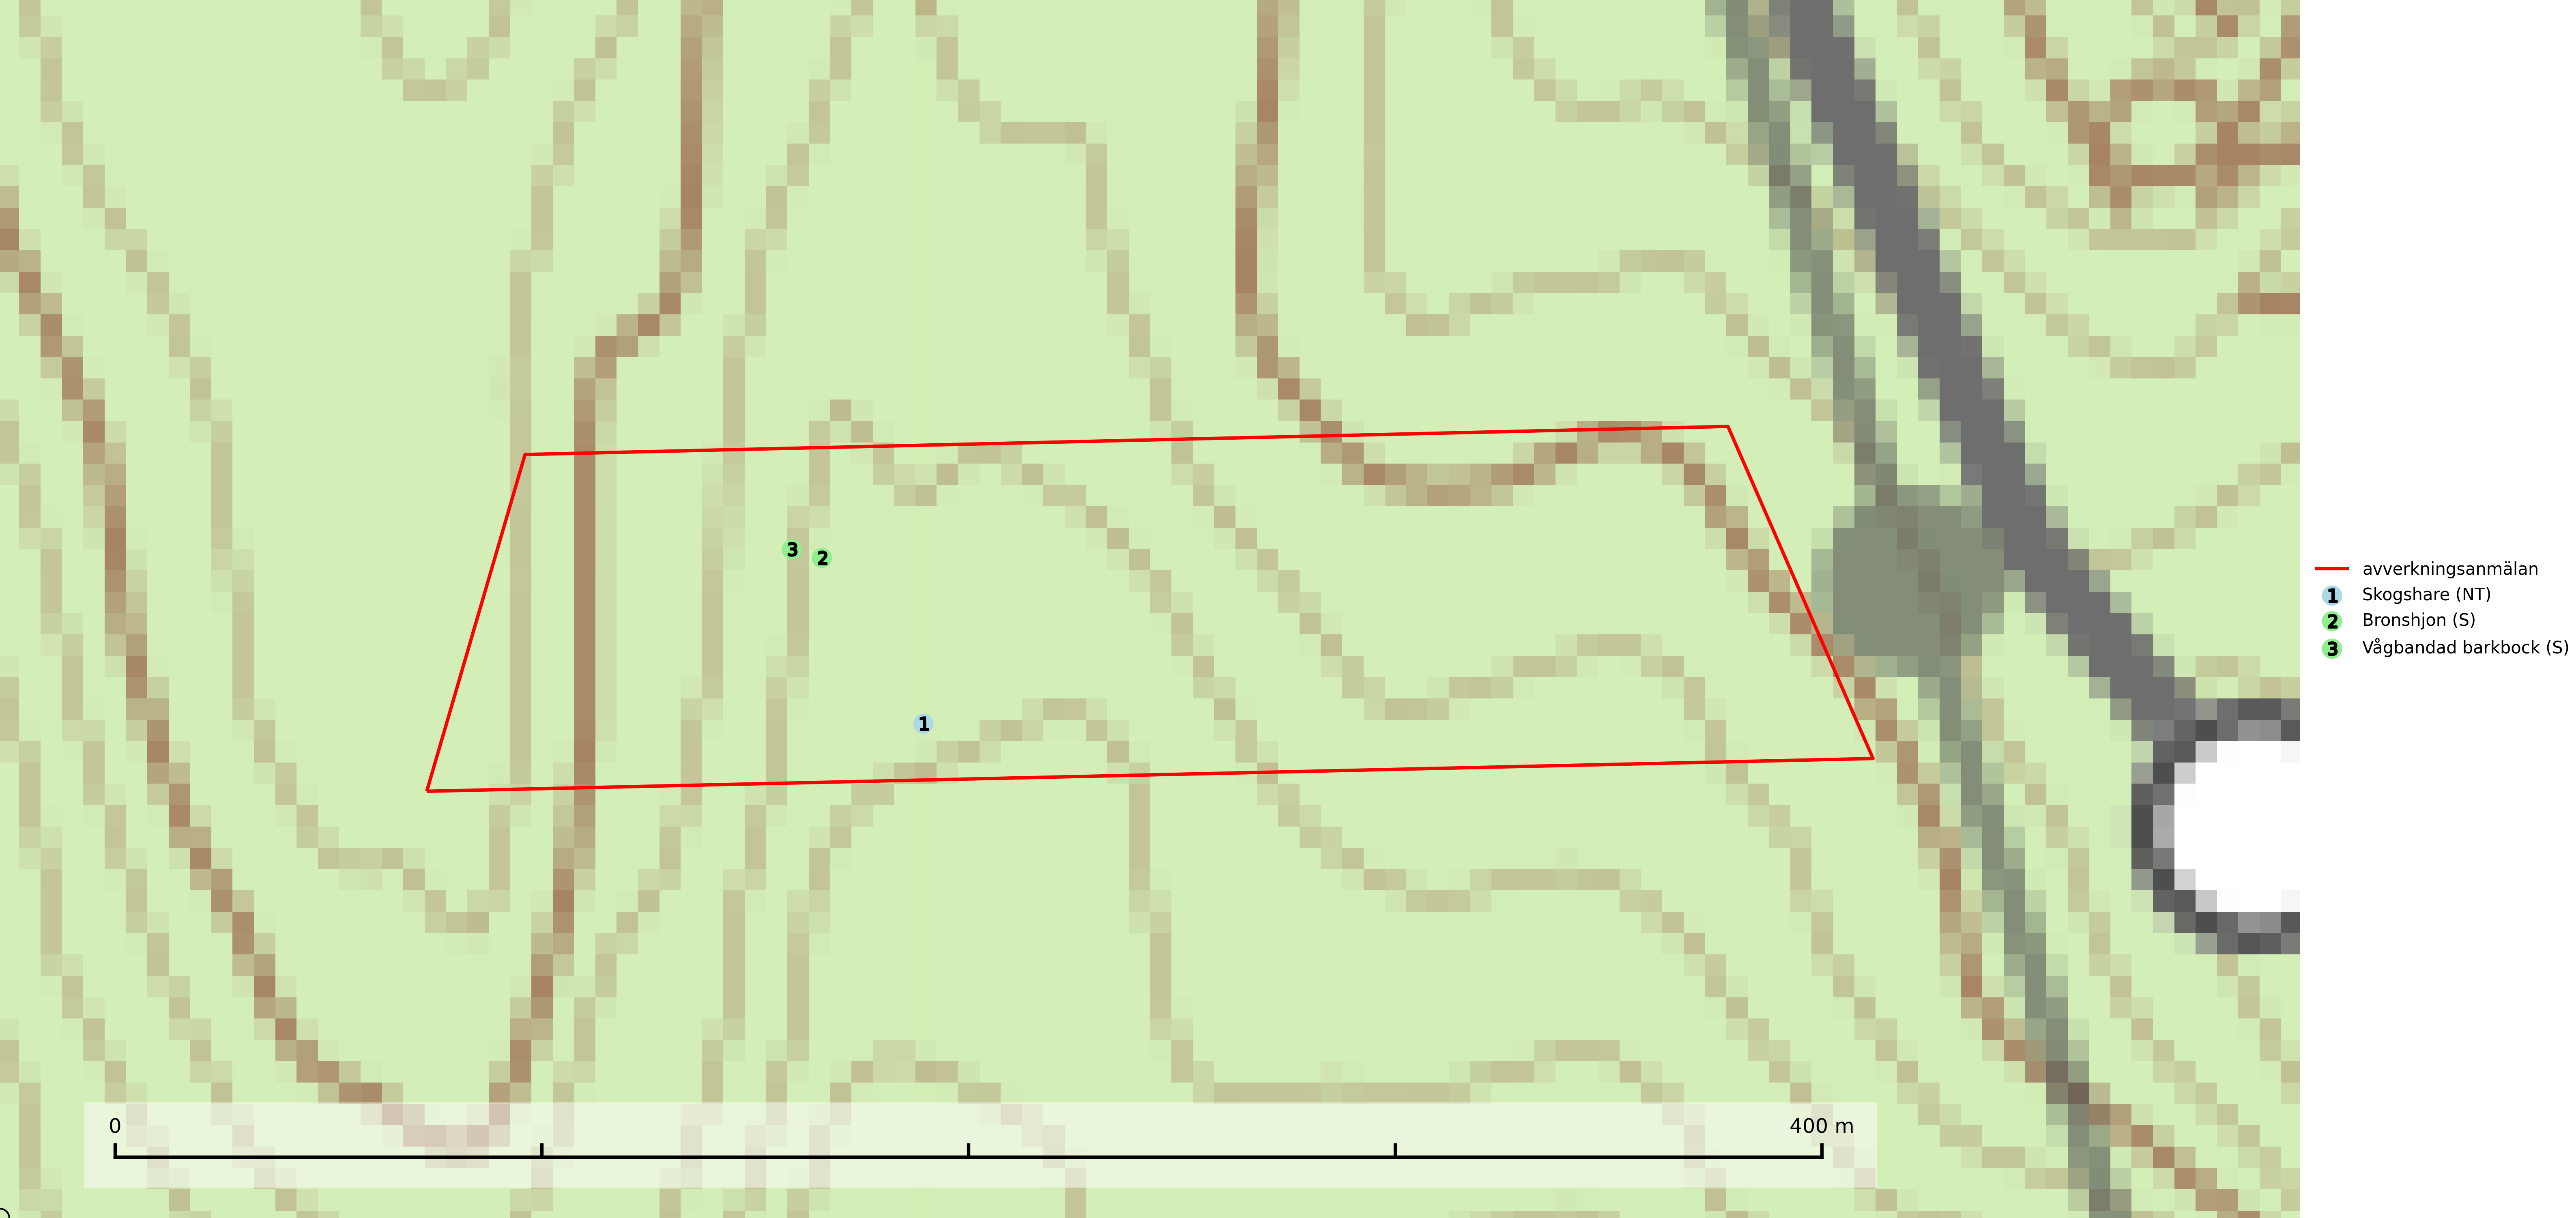 3
2
1
0
400 m
avverkningsanmälan
1 Skogshare (NT)
2 Bronshjon (S)
3 Vågbandad barkbock (S)